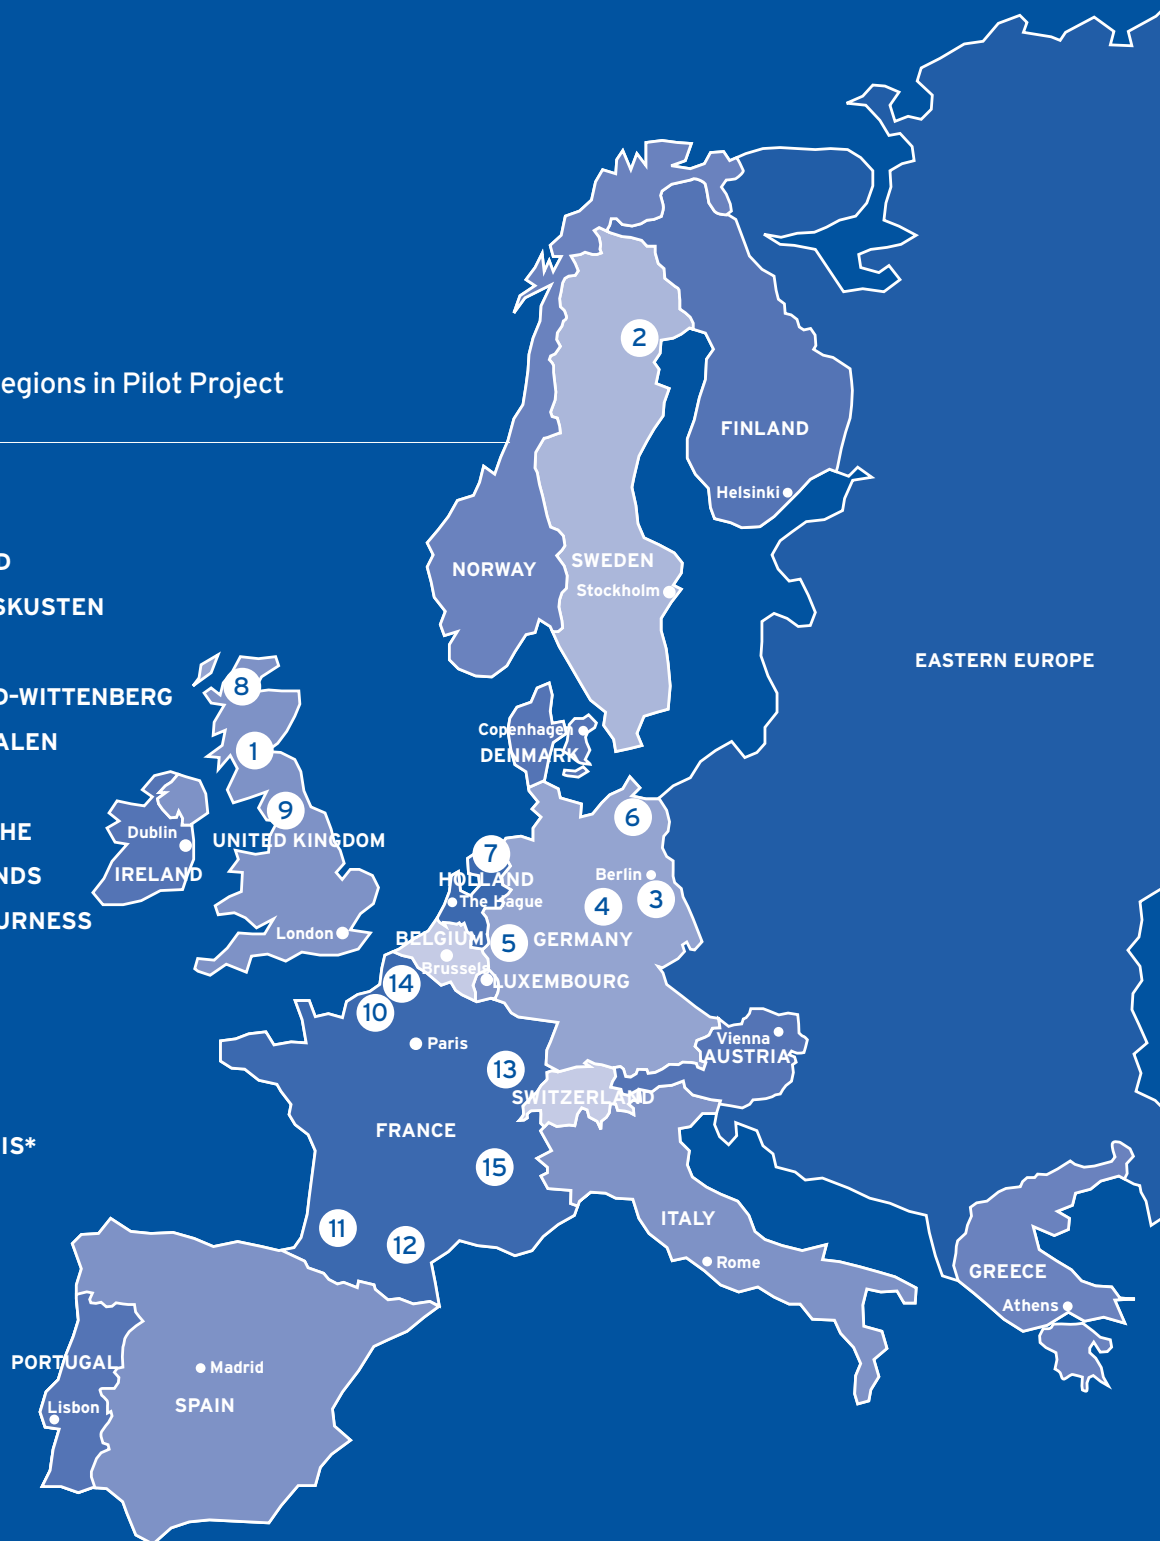 egions in Pilot Project
2
FINLAND
Helsinki
D
NORWAY
SWEDEN
Stockholm
SKUSTEN
EASTERN EUROPE
8
D-WITTENBERG
Copenhagen
ALEN
1
DENMARK
9
6
HE
Dublin
UNITED KINGDOM
7
NDS
IRELAND
HOLLAND
Berlin
The Hague
4
3
URNESS
London
BELGIUM
5
GERMANY
Brussels
14
LUXEMBOURG
10
Paris
Vienna
AUSTRIA
13
SWITZERLAND
FRANCE
IS*
15
11
12
ITALY
Rome
GREECE
Athens
PORTUGAL
Madrid
Lisbon
SPAIN